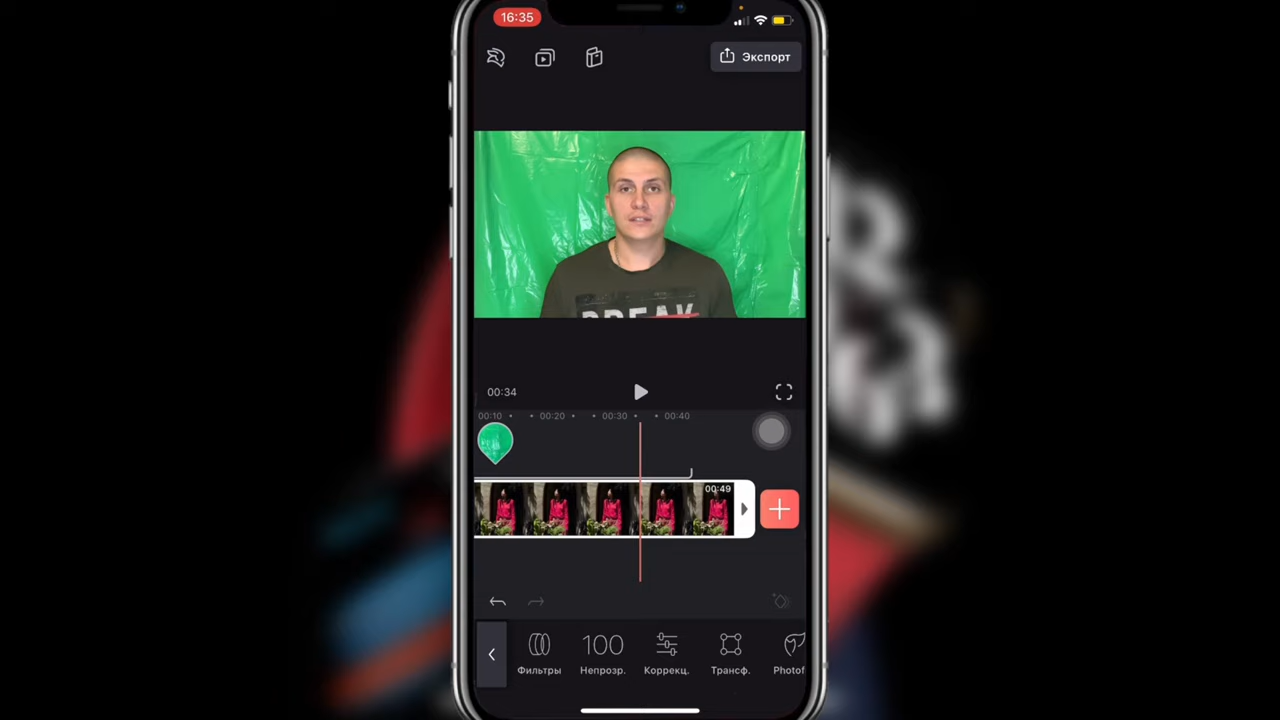 16:35
Экспорт
BREAK
00:34
00:10
00:20
00:30
00:40
00:49
Фильтры
100
Непрозр.
Коррекц.
Трансф.
Photof